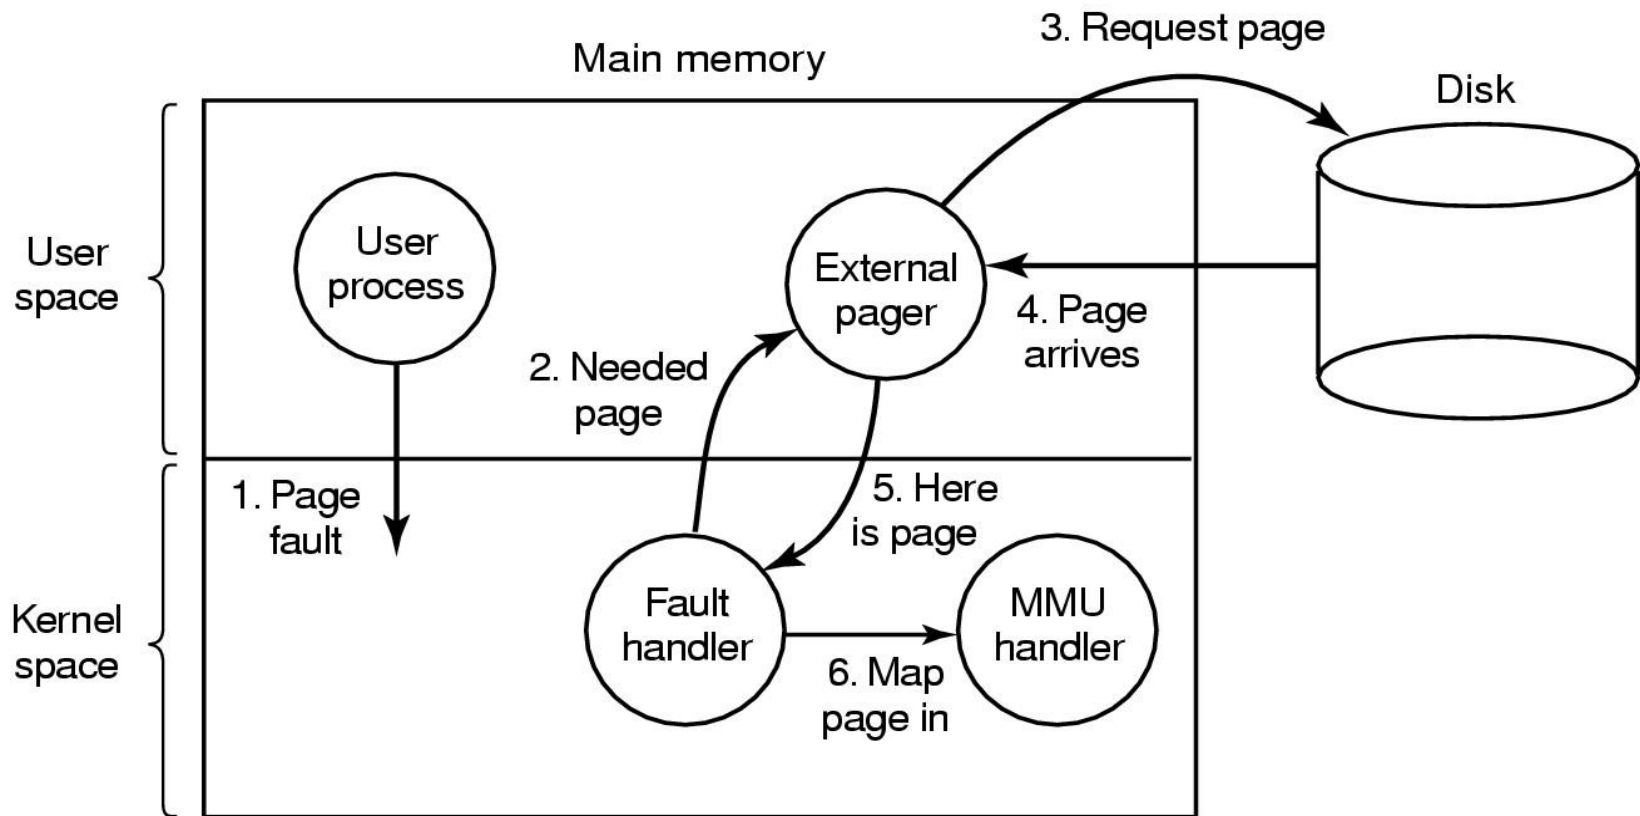 Main memory
3. Request page
Disk
User
space
User
process
External
pager
4. Page
arrives
2. Needed
page
1. Page
fault
5. Here
is page
Kernel
space
Fault
handler
MMU
handler
6. Map
page in